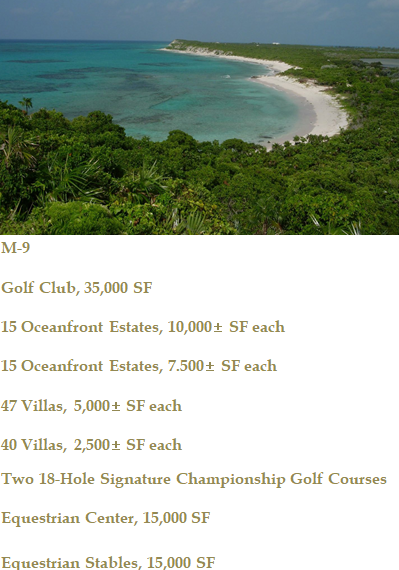 M-9
Golf Club, 35,000 SF
15 Oceanfront Estates, 10,000± SF each
15 Oceanfront Estates, 7.500± SF each
47 Villas, 5,000± SF each
40 Villas, 2,500± SF each
Two 18-Hole Signature Championship Golf Courses
Equestrian Center, 15,000 SF
Equestrian Stables, 15,000 SF